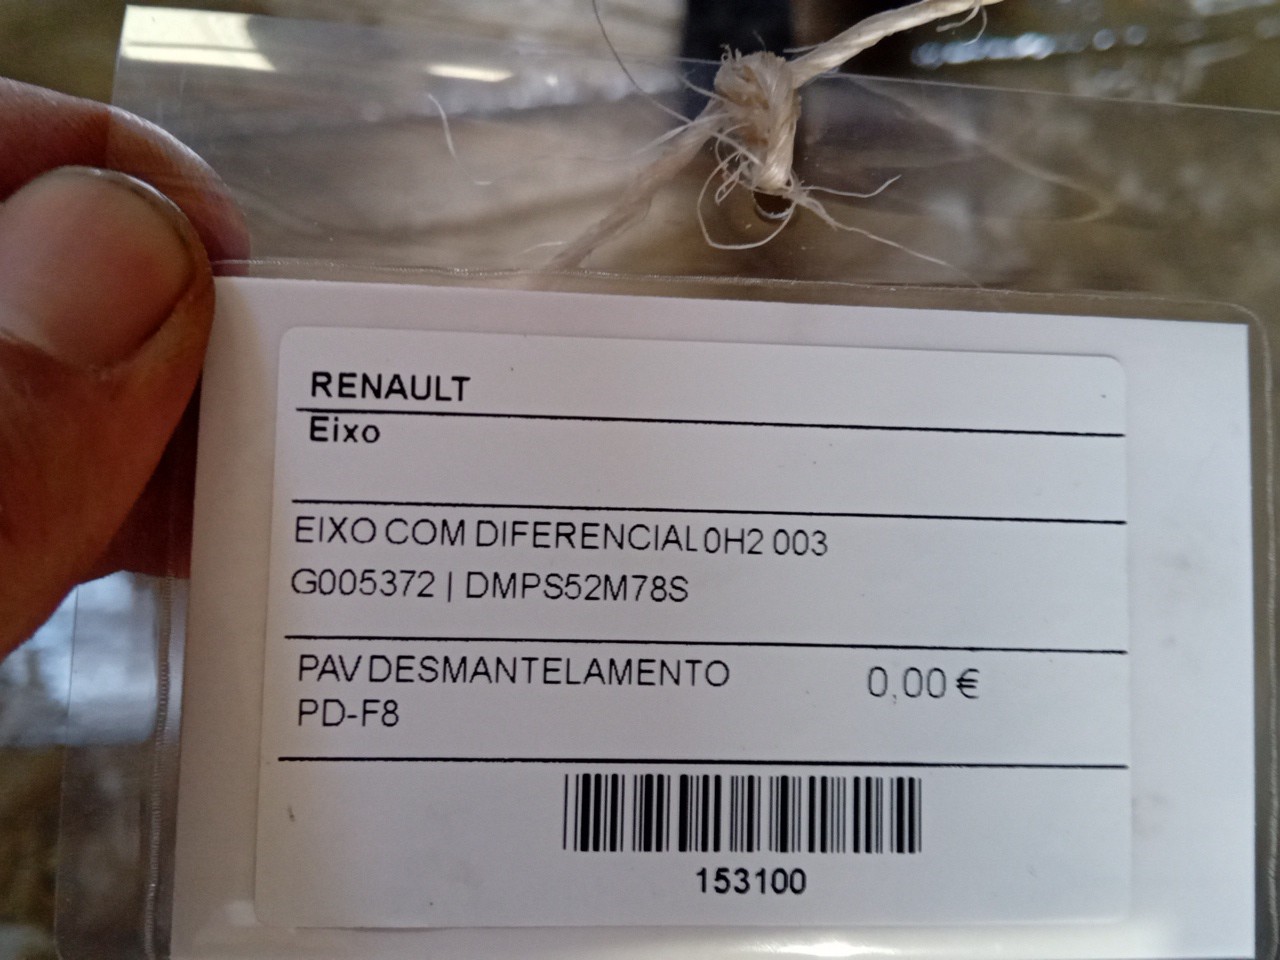 RENAULT
Eixo
EIXO COM DIFERENCIAL 0H2 003
G005372 | DMPS52M78S
PAV DESMANTELAMENTO 0,00 €
PD-F8
153100